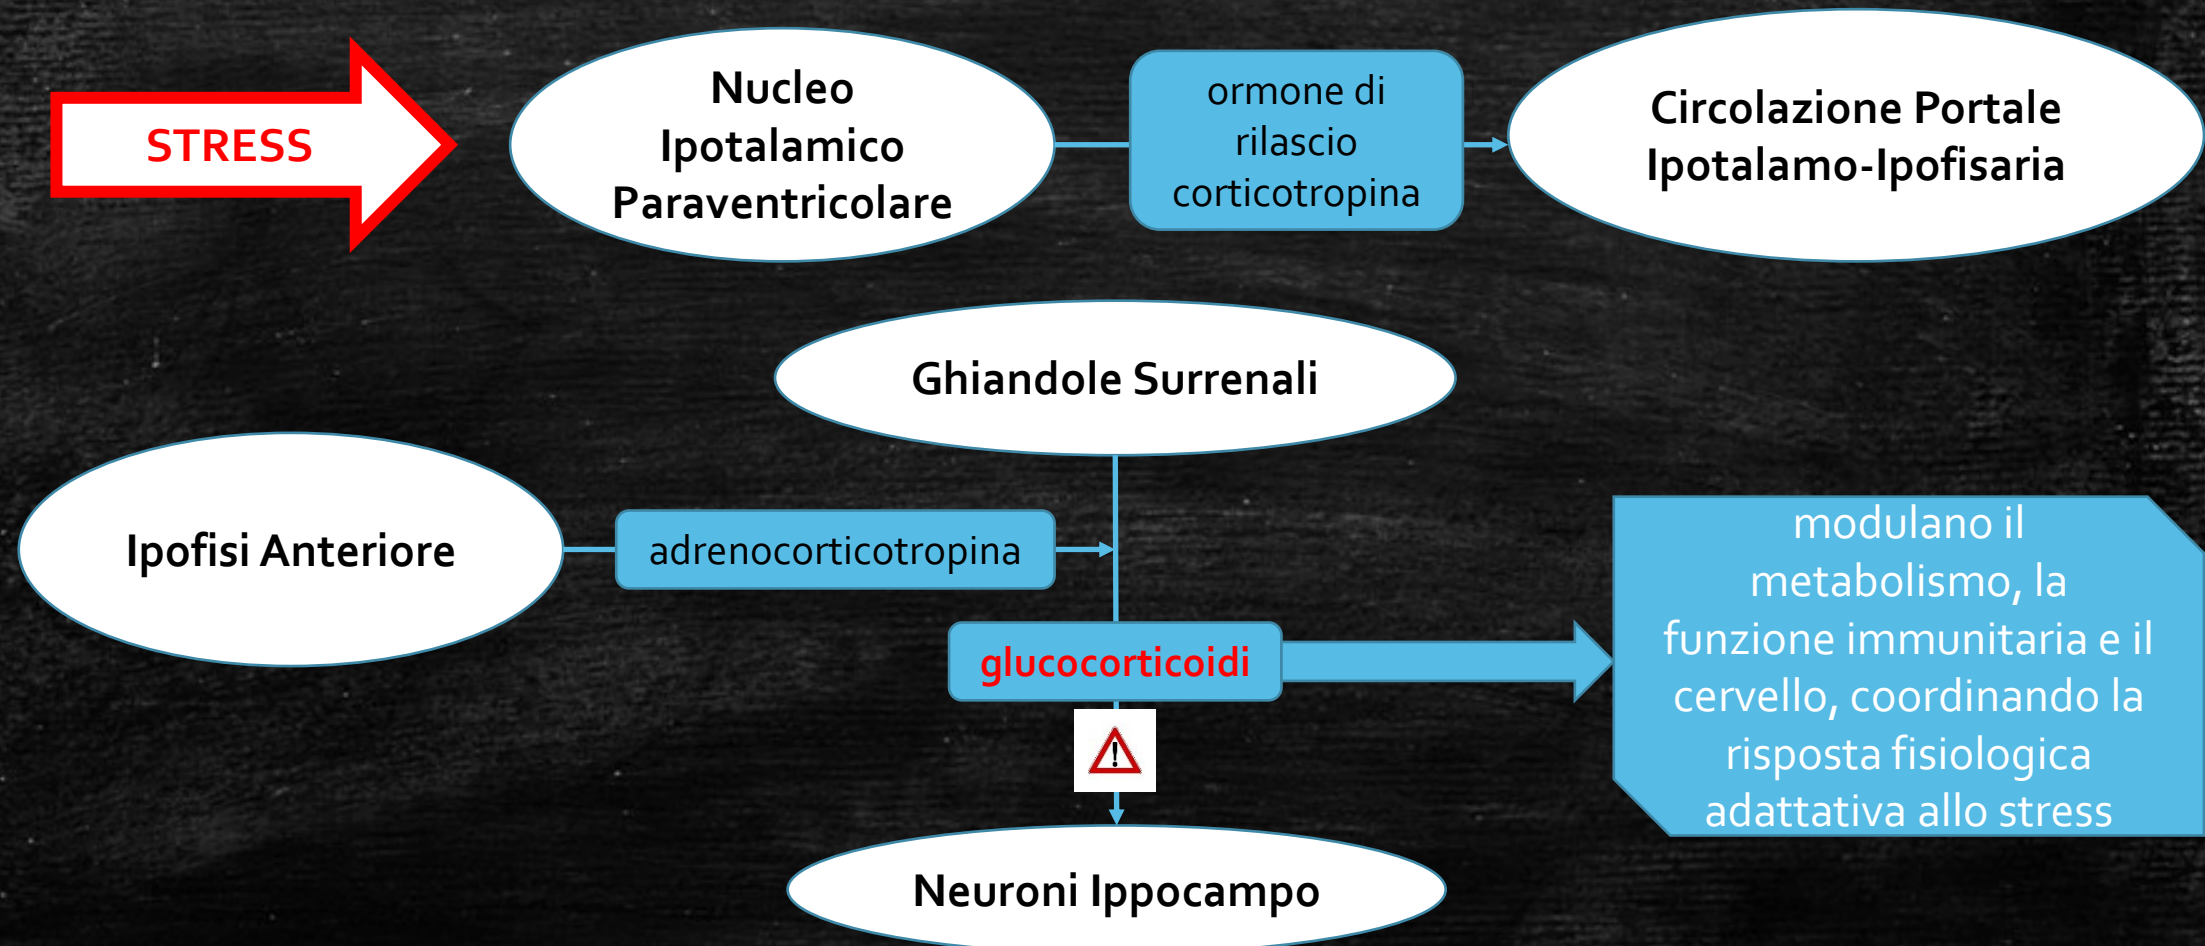 STRESS
Nucleo
Ipotalamico
Paraventricolare
ormone di
rilascio
corticotropina
Circolazione Portale
Ipotalamo-Ipofisaria
Ghiandole Surrenali
Ipofisi Anteriore
adrenocorticotropina
glucocorticoidi
modulano il
metabolismo, la
funzione immunitaria e il
cervello, coordinando la
risposta fisiologica
adattativa allo stress
!
Neuroni Ippocampo